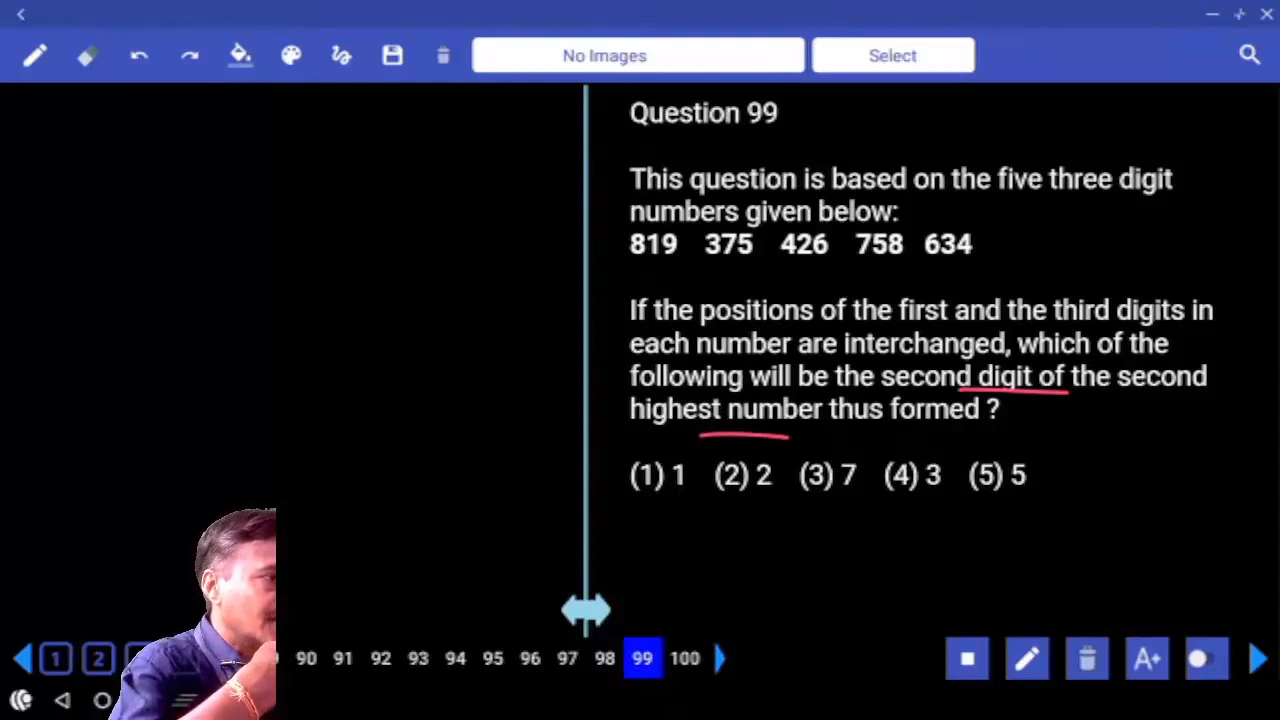 No Images
Select
Question 99
This question is based on the five three digit
numbers given below:
819 375 426 758 634
If the positions of the first and the third digits in
each number are interchanged, which of the
following will be the second digit of the second
highest number thus formed ?
(1) 1 (2) 2 (3) 7 (4) 3 (5) 5
1 2 90 91 92 93 94 95 96 97 98 99 100
A+